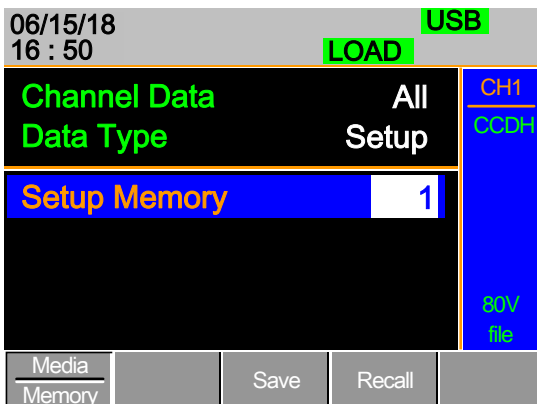 06/15/18
USB
16 : 50
LOAD
Channel Data All
Data Type Setup
Setup Memory 1
CH1
CCDH
80V
file
Media
Memory
Save
Recall